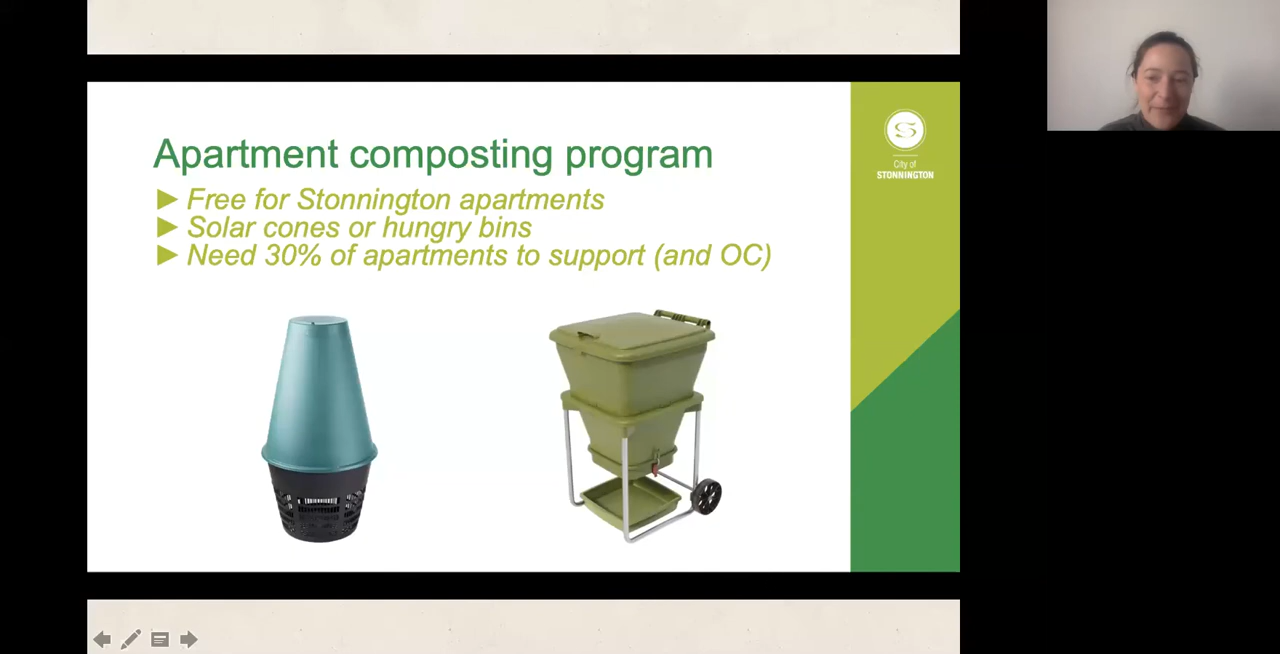 Apartment composting program
► Free for Stonnington apartments
► Solar cones or hungry bins
► Need 30% of apartments to support (and OC)
S
City of
STONNINGTON